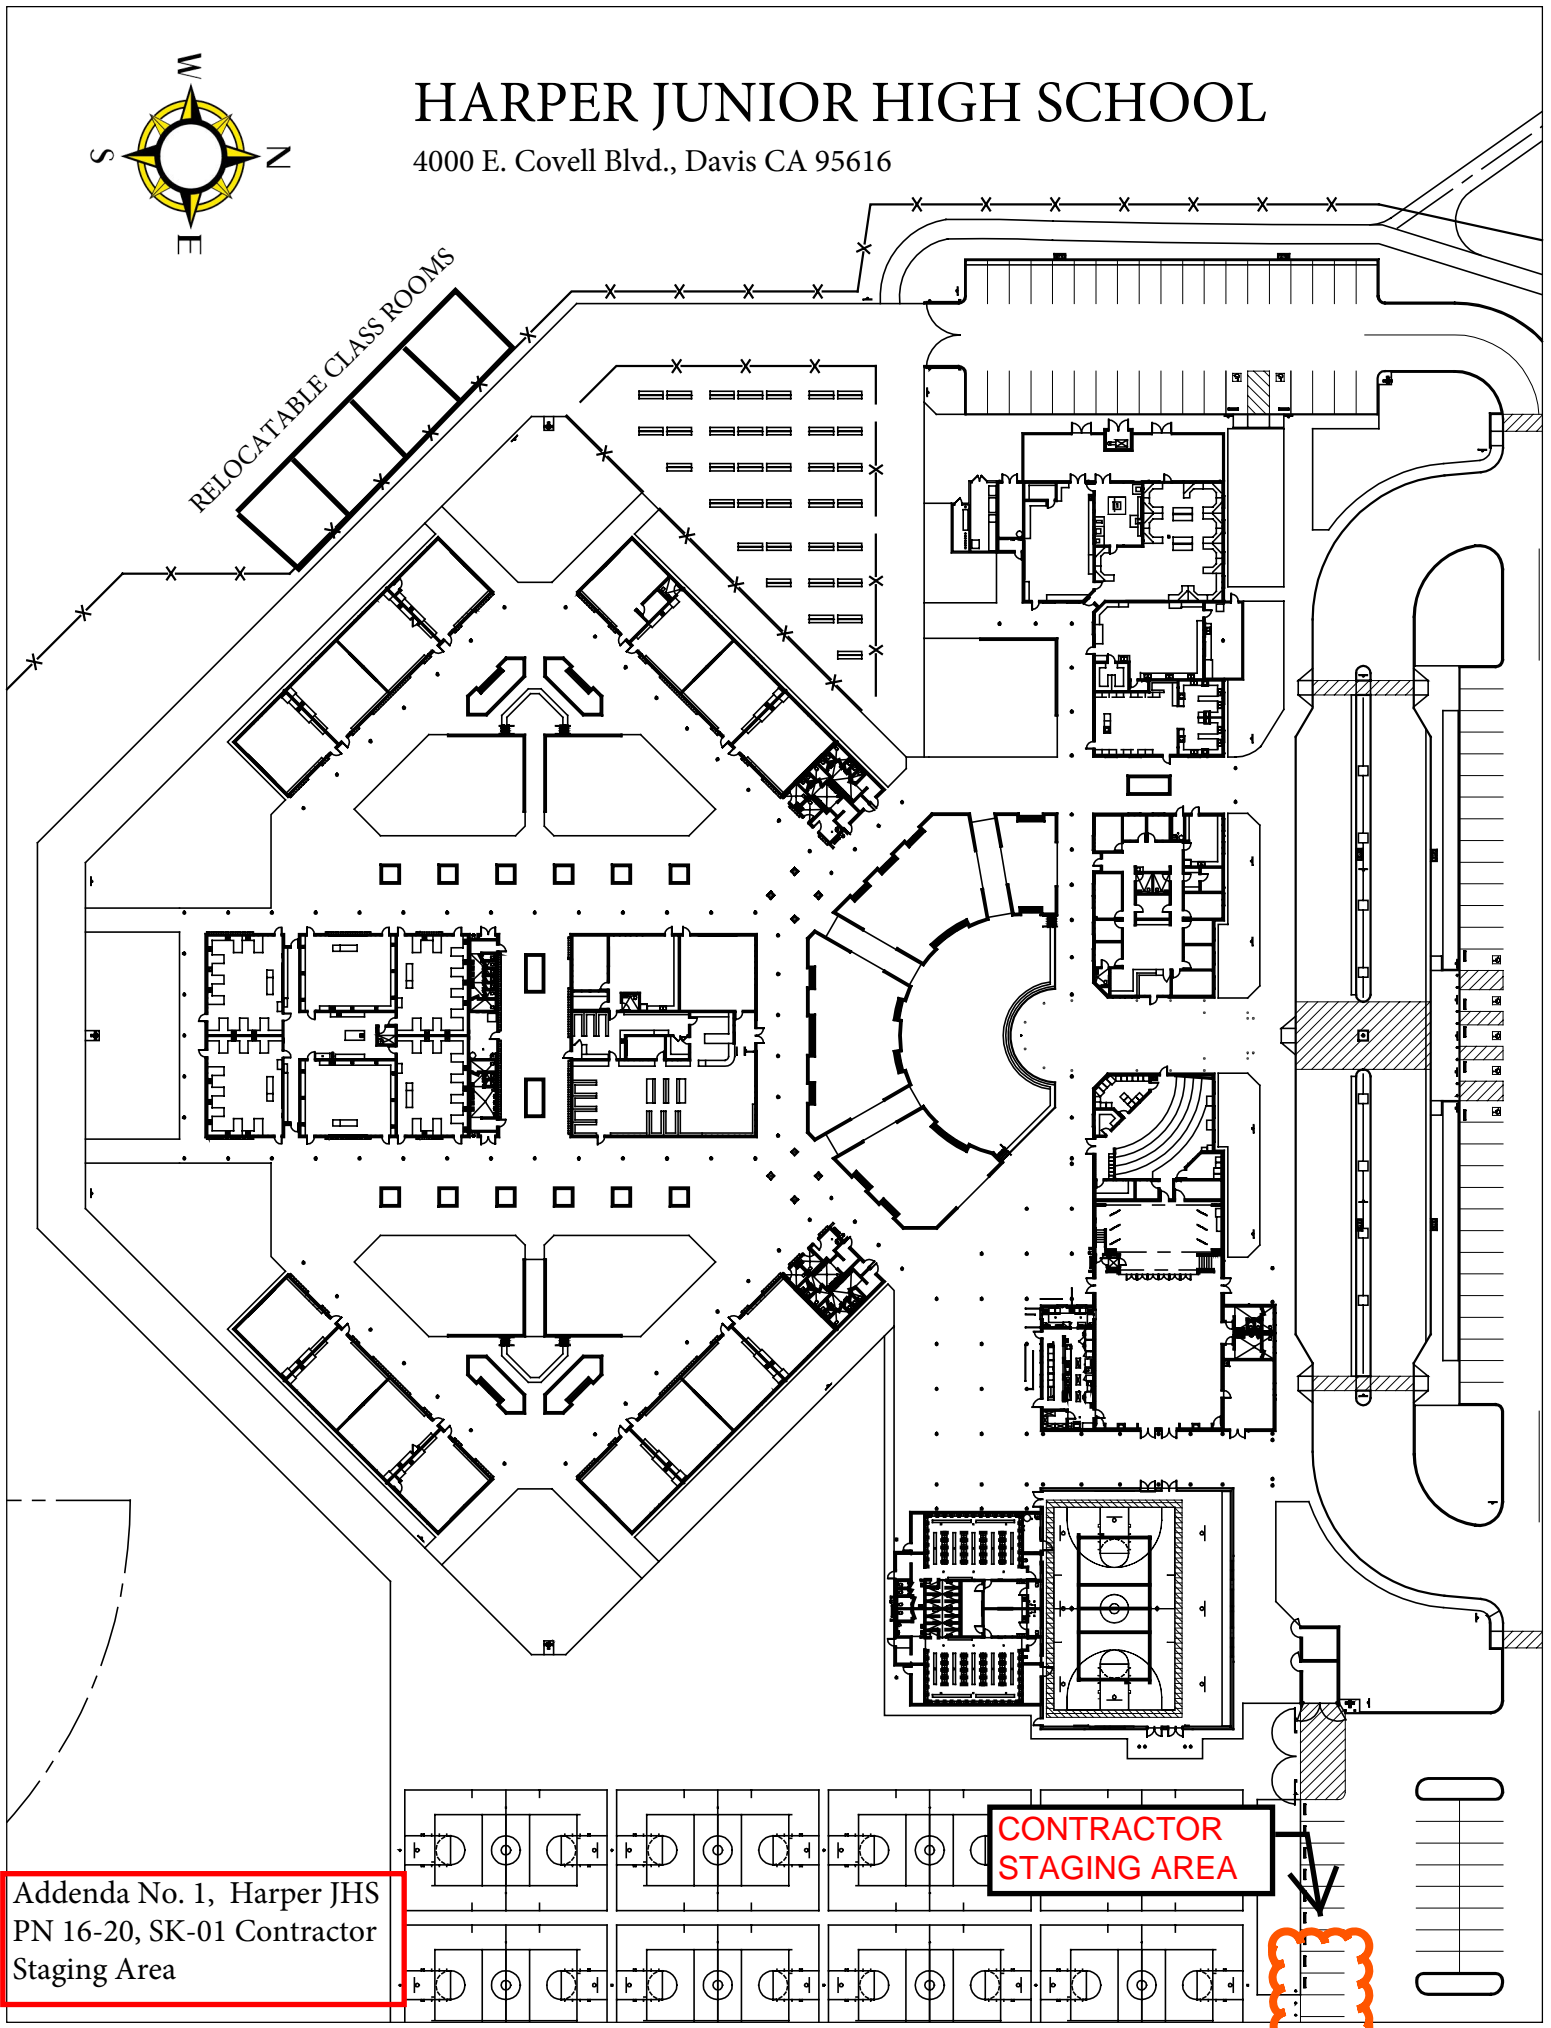 W
S
N
E
HARPER JUNIOR HIGH SCHOOL
4000 E. Covell Blvd., Davis CA 95616
RELOCATABLE CLASS ROOMS
CONTRACTOR
STAGING AREA
Addenda No. 1,  Harper JHS
PN 16-20, SK-01 Contractor
Staging Area